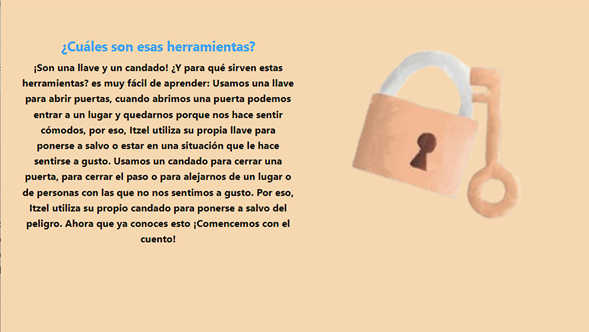 ¿Cuáles son esas herramientas?
¡Son una llave y un candado! ¿Y para qué sirven estas
herramientas? es muy fácil de aprender: Usamos una llave
para abrir puertas, cuando abrimos una puerta podemos
entrar a un lugar y quedarnos porque nos hace sentir
cómodos, por eso, Itzel utiliza su propia llave para
ponerse a salvo o estar en una situación que le hace
sentirse a gusto. Usamos un candado para cerrar una
puerta, para cerrar el paso o para alejarnos de un lugar o
de personas con las que no nos sentimos a gusto. Por eso,
Itzel utiliza su propio candado para ponerse a salvo del
peligro. Ahora que ya conoces esto ¡Comencemos con el
cuento!